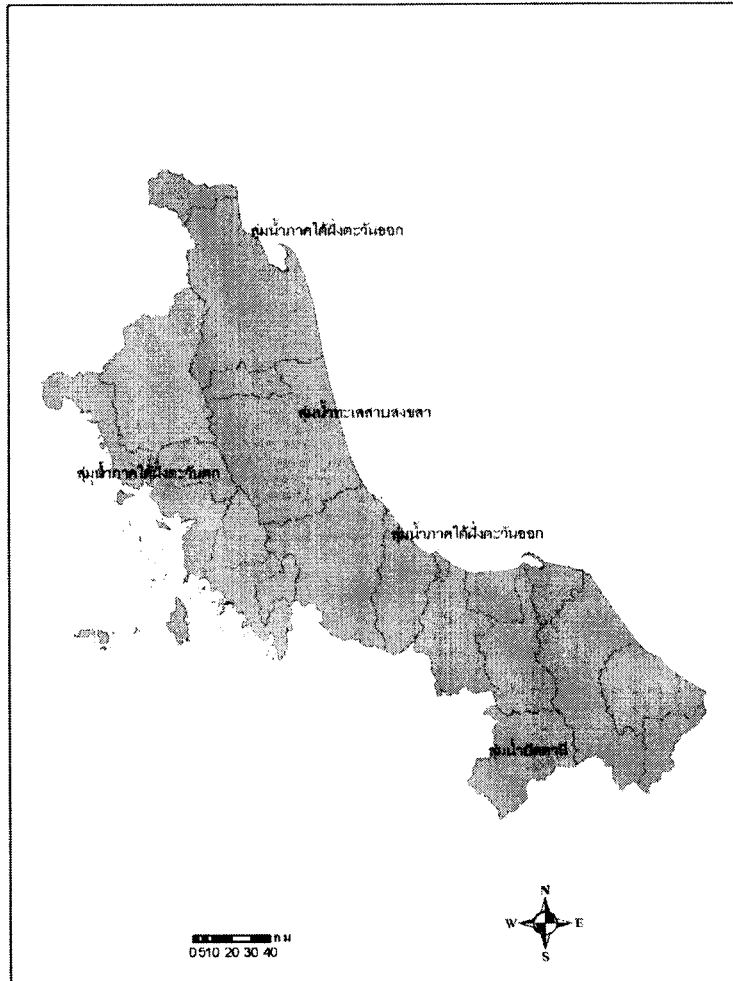 ลุ่มน้ำภาคใต้ฝั่งตะวันออก
ลุ่มน้ำทะเลสาบสงขลา
ลุ่มน้ำภาคใต้ฝั่งตะวันตก
ลุ่มน้ำภาคใต้ฝั่งตะวันออก
ลุ่มน้ำปัตตานี
N
W E
S
กม
0 5 10 20 30 40